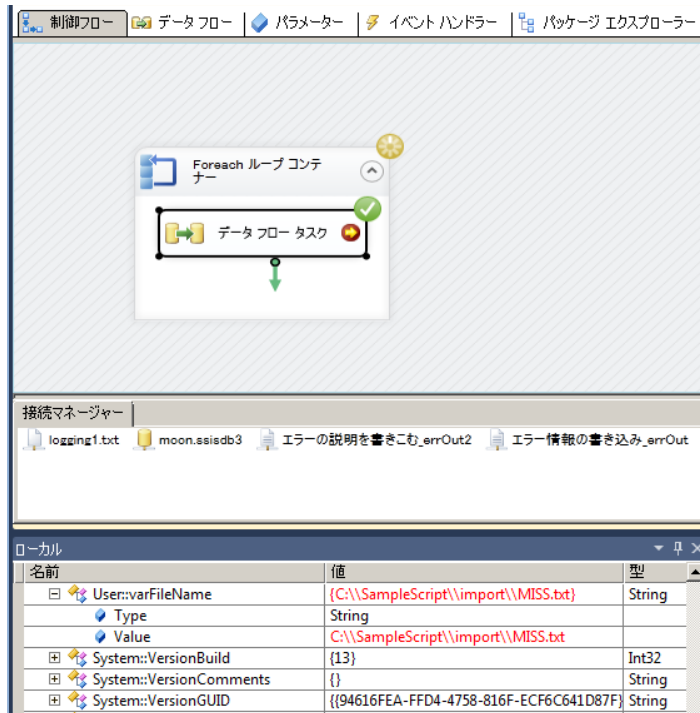 制御フロー データ フロー パラメーター イベント ハンドラー パッケージ エクスプローラー
Foreach ループ コンテ
ナー
データ フロー タスク
接続マネージャー
logging1.txt moon.ssisdb3 エラーの説明を書きこむ_errOut2 エラー情報の書き込み_errOut
ローカル
名前 値 型
User::varFileName {C:\\SampleScript\\import\\MISS.txt} String
Type String
Value C:\\SampleScript\\import\\MISS.txt
System::VersionBuild {13} Int32
System::VersionComments {} String
System::VersionGUID {{94616FEA-FFD4-4758-816F-ECF6C641D87F} String